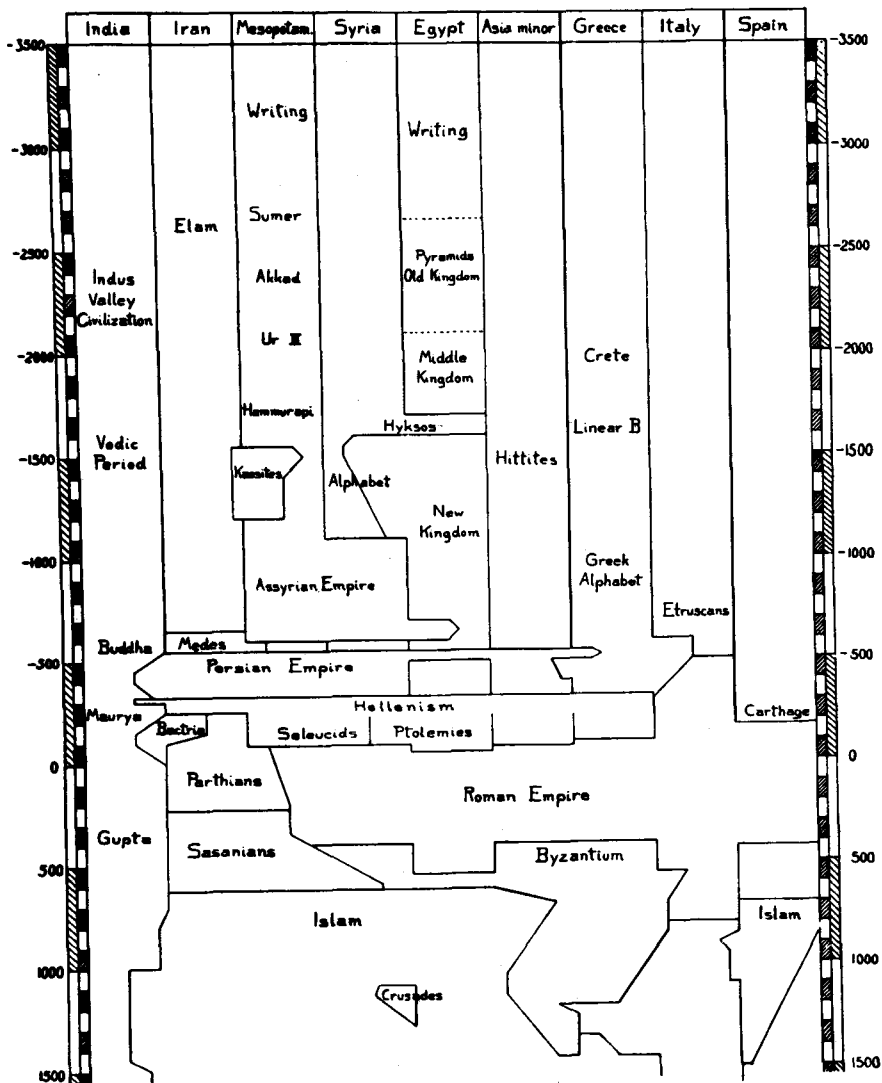 India Iran Mesopotam. Syria Egypt Asia minor Greece Italy Spain
-3500 -3500
Writing
Writing
-3000 -3000
Sumer
Elam
-2500 -2500
Pyramids
Old Kingdom
Akkad
Indus
Valley
Civilization
Ur III
-2000 Middle
Kingdom
Crete -2000
Hammurapi
Hyksos
Linear B
Vedic
Period
-1500 Kassites
Alphabet
Hittites
-1500
New
Kingdom
-1000 -1000
Greek
Alphabet
Assyrian Empire
Etruscans
Buddha Medes
-500 Persian Empire -500
Hellenism
Maurya Carthage
Bactria Seleucids Ptolemies
0 0
Parthians
Roman Empire
Gupta
Sasanians
Byzantium
500 500
Islam Islam
1000 1000
Crusades
1500 1500